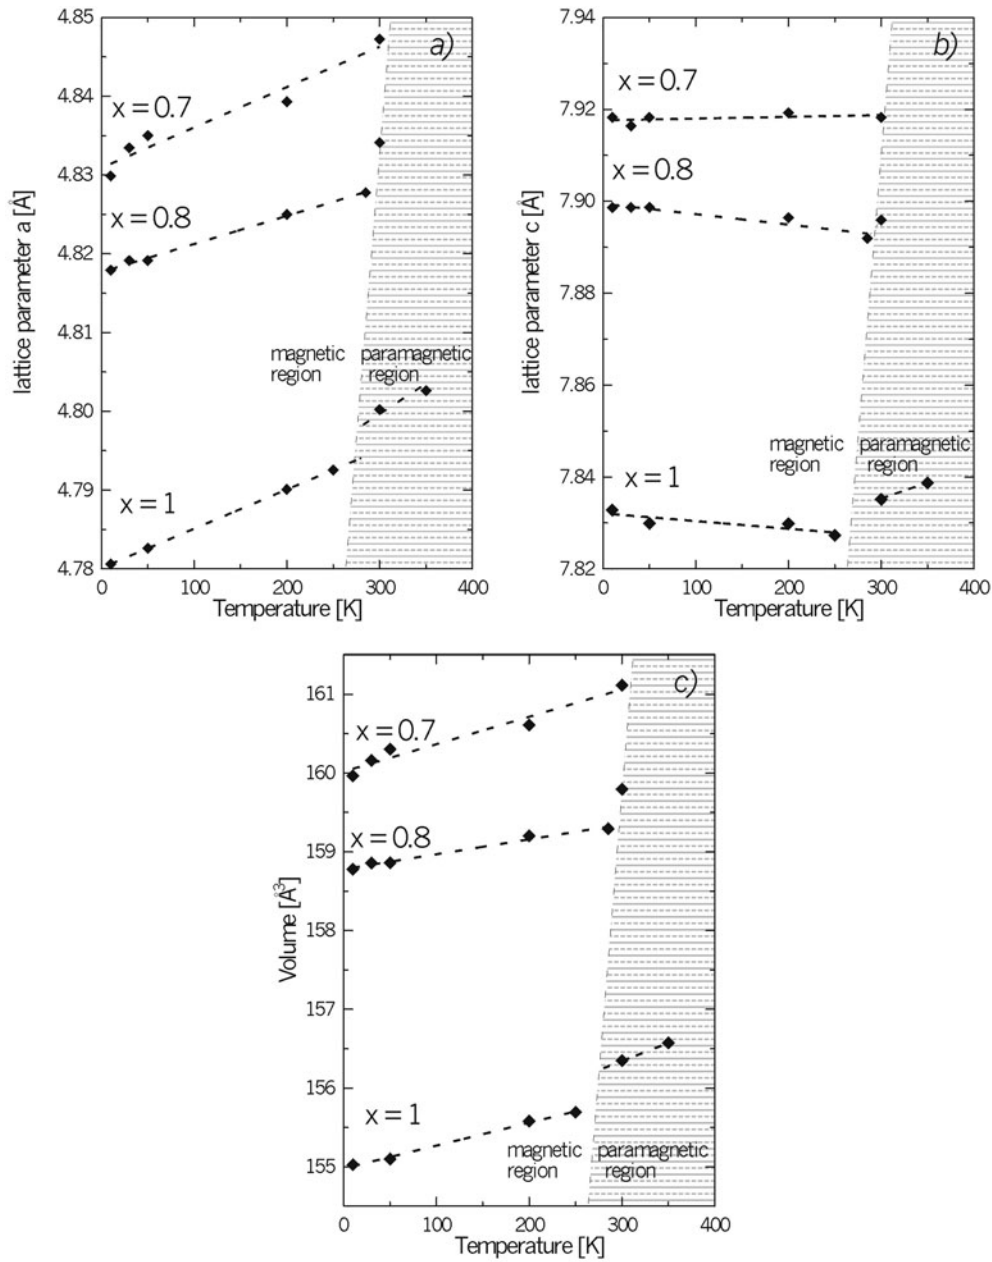 a)
4.85
4.84
4.83
4.82
4.81
4.80
4.79
4.78
lattice parameter a [Å]
x = 0.7
x = 0.8
magnetic paramagnetic
region region
x = 1
0 100 200 300 400
Temperature [K]
b)
7.94
7.92
7.90
7.88
7.86
7.84
7.82
lattice parameter c [Å]
x = 0.7
x = 0.8
magnetic paramagnetic
region region
x = 1
0 100 200 300 400
Temperature [K]
c)
161
160
159
158
157
156
155
Volume [Å³]
x = 0.7
x = 0.8
x = 1
magnetic paramagnetic
region region
0 100 200 300 400
Temperature [K]